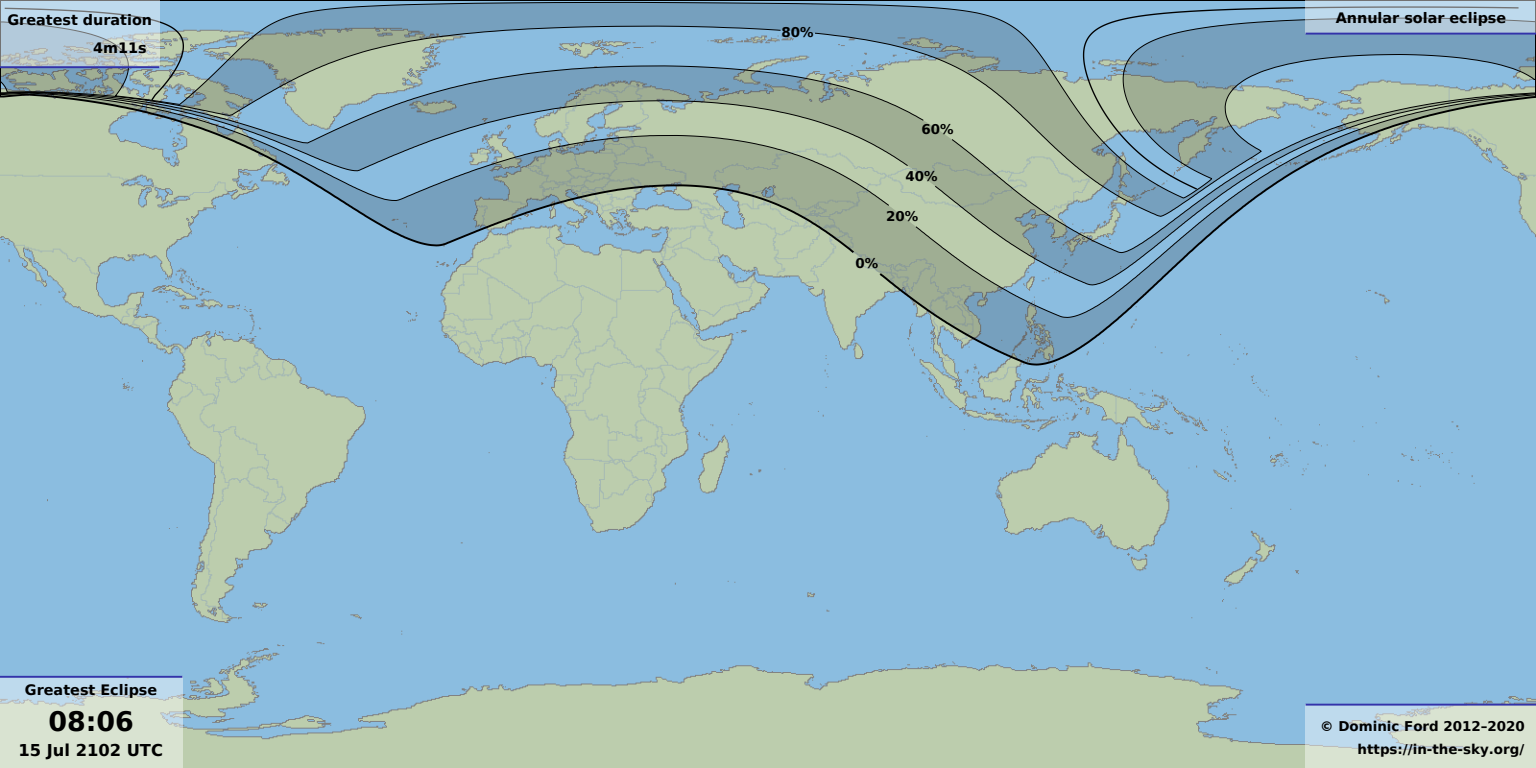 Greatest duration
4m11s
Annular solar eclipse
80%
60%
40%
20%
0%
Greatest Eclipse
08:06
15 Jul 2102 UTC
© Dominic Ford 2012–2020
https://in-the-sky.org/